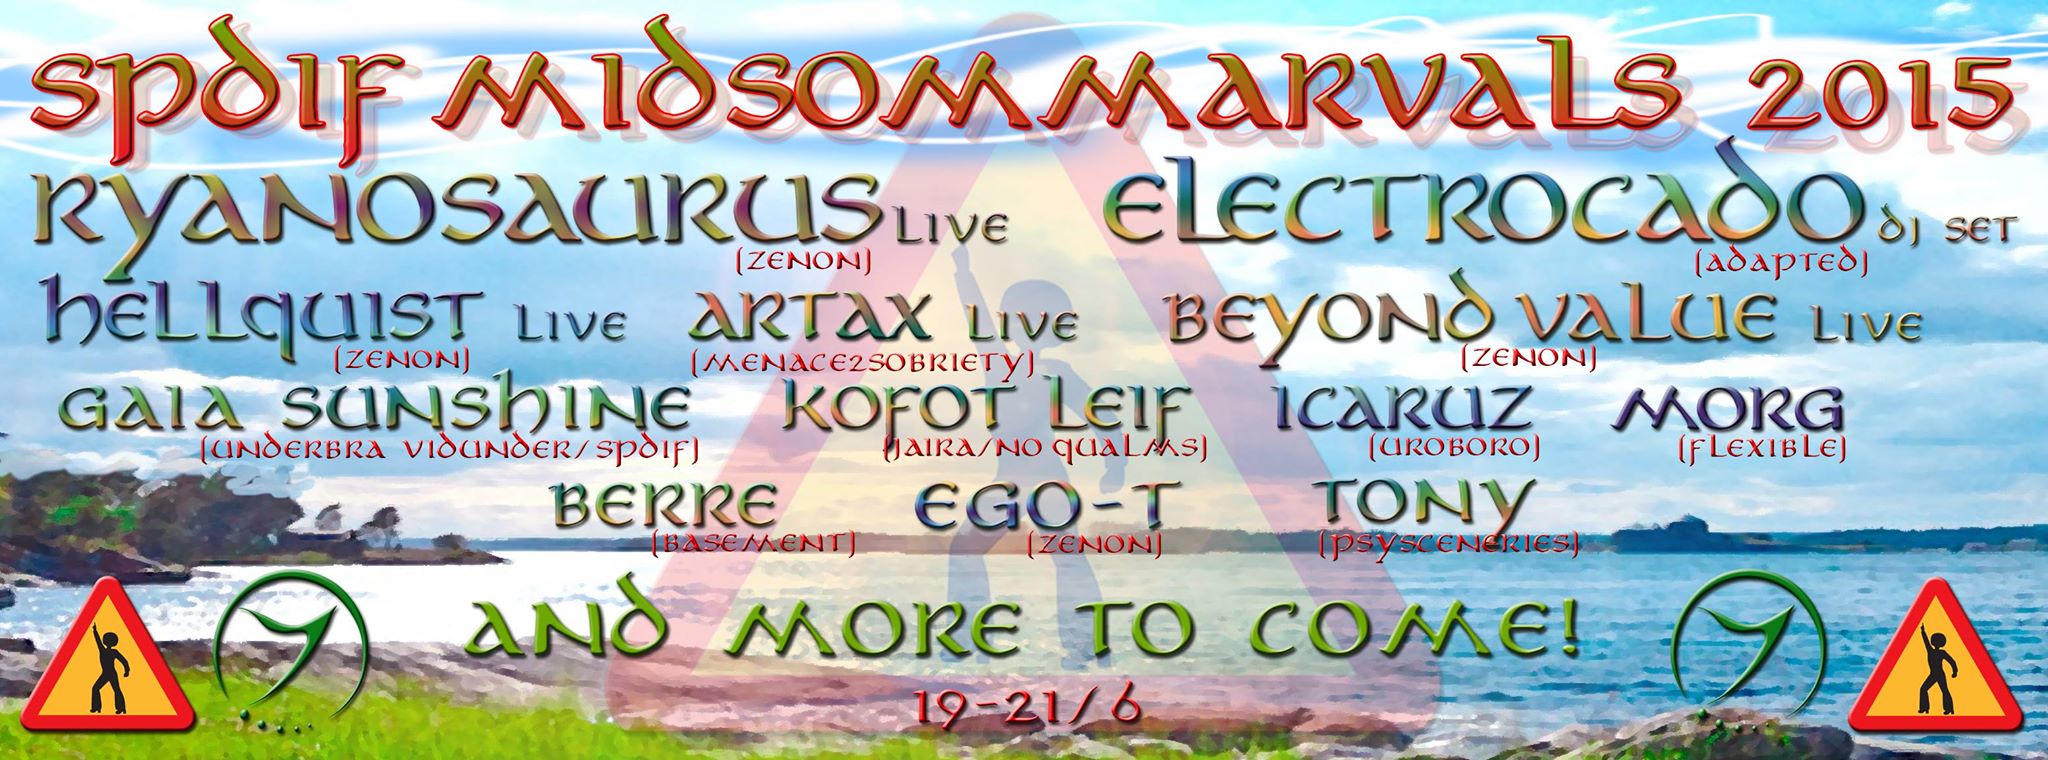 SPDIF MIDSOMMARVALS 2015
RYANOSAURUS LIVE ELECTROCADO DJ SET
(ZENON) (ADAPTED)
HELLQUIST LIVE ARTAX LIVE BEYOND VALUE LIVE
(ZENON) (MENACE2SOBRIETY) (ZENON)
GAIA SUNSHINE KOFOT LEIF ICARUZ MORG
(UNDERBRA VIDUNDER/SPDIF) (JAIRA/NO QUALMS) (UROBORO) (FLEXIBLE)
BERRE EGO-T TONY
(BASEMENT) (ZENON) (PSYSCENERIES)
AND MORE TO COME!
19-21/6